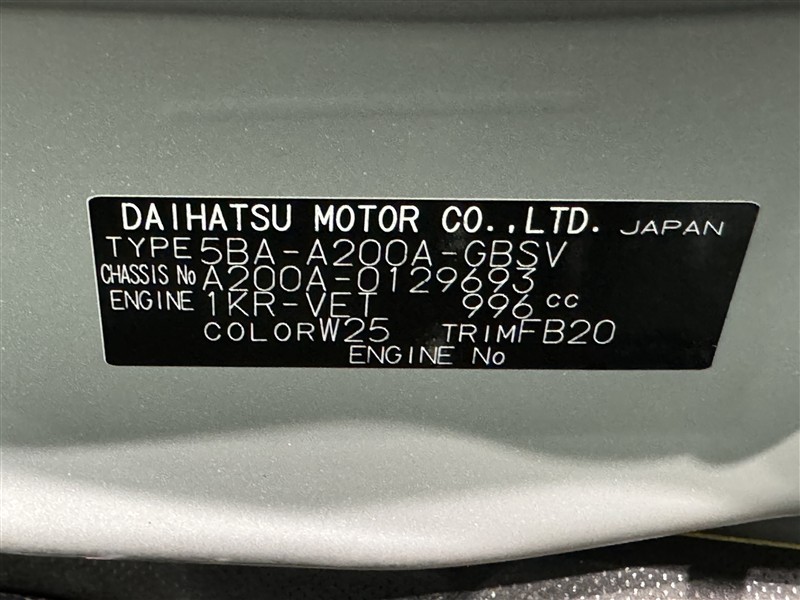 DAIHATSU MOTOR CO.,LTD. JAPAN
TYPE 5BA-A200A-GBSV
CHASSIS No A200A-0129693
ENGINE 1KR-VET 996 cc
COLOR W25 TRIM FB20
ENGINE No